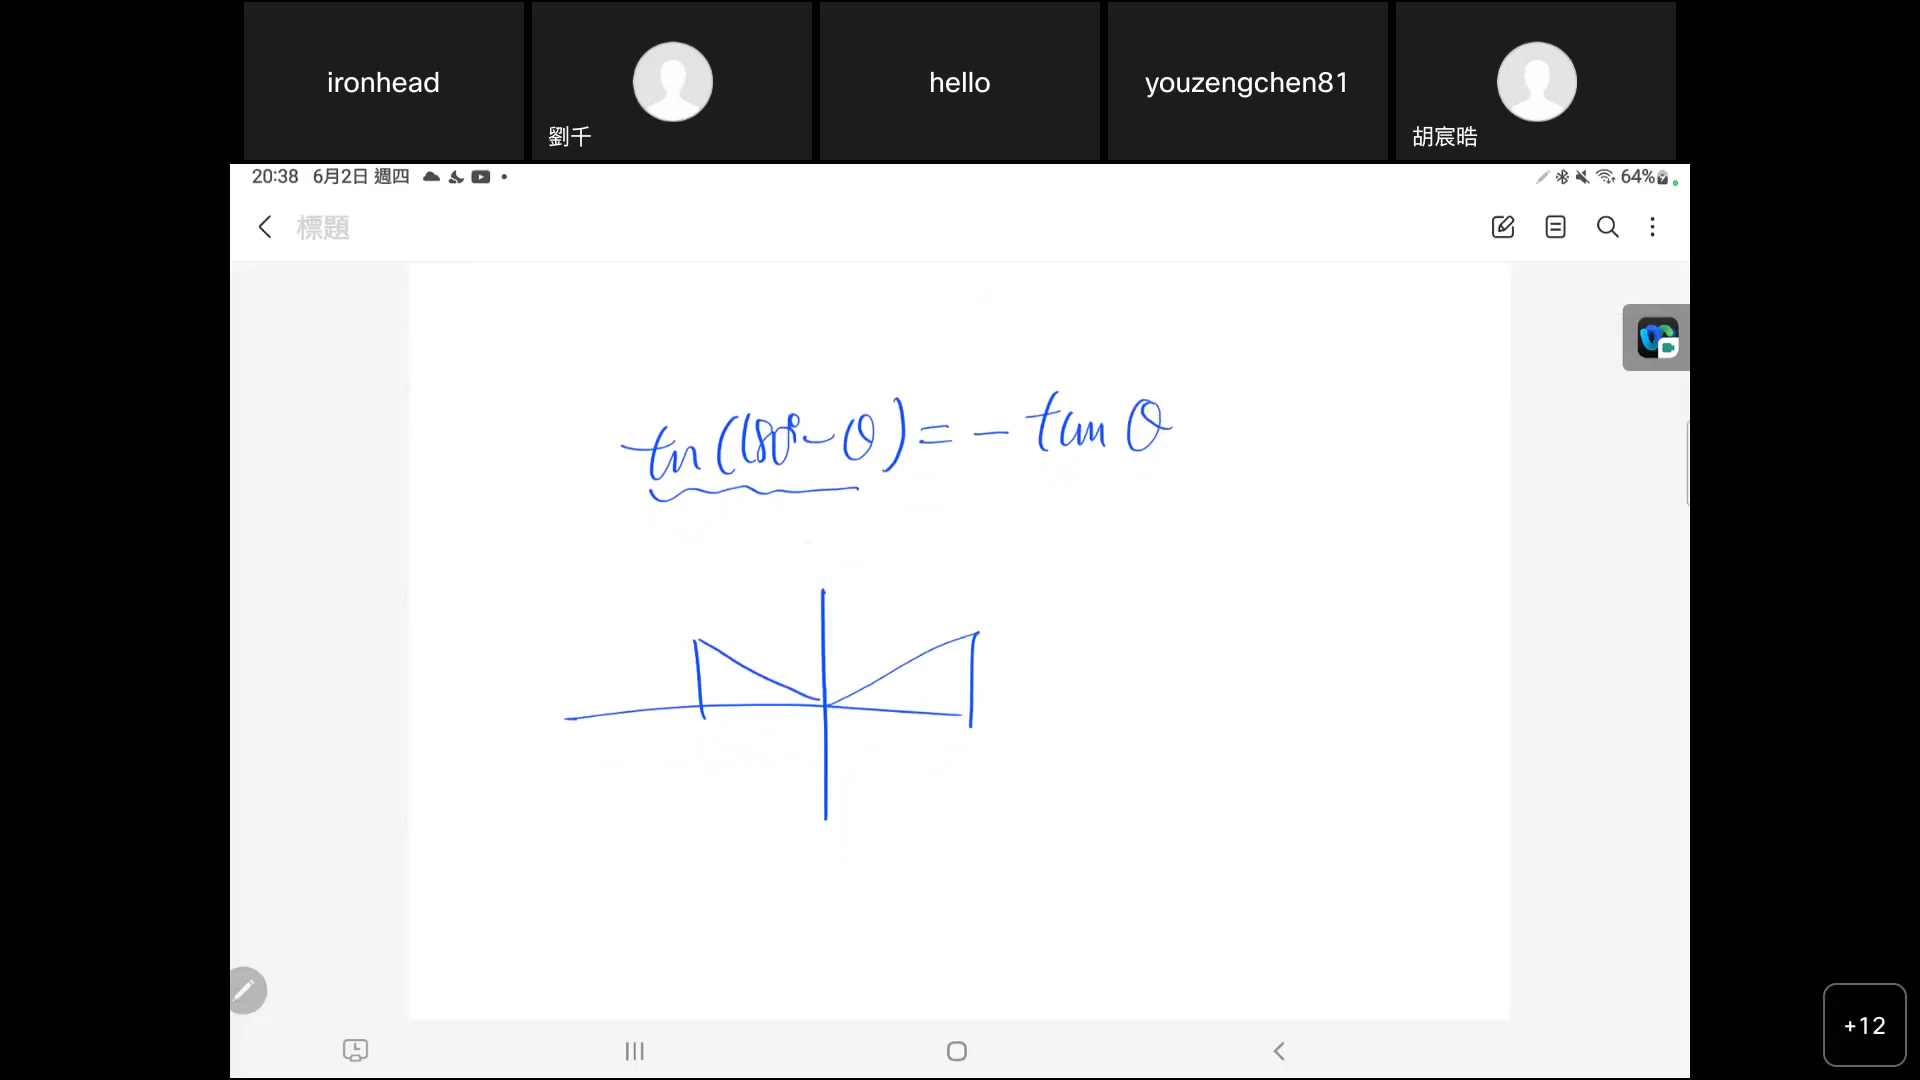 ironhead
劉千
hello
youzengchen81
胡宸晧
20:38 6月2日 週四
64%
標題
tn(180°-θ)=-tan θ
+12